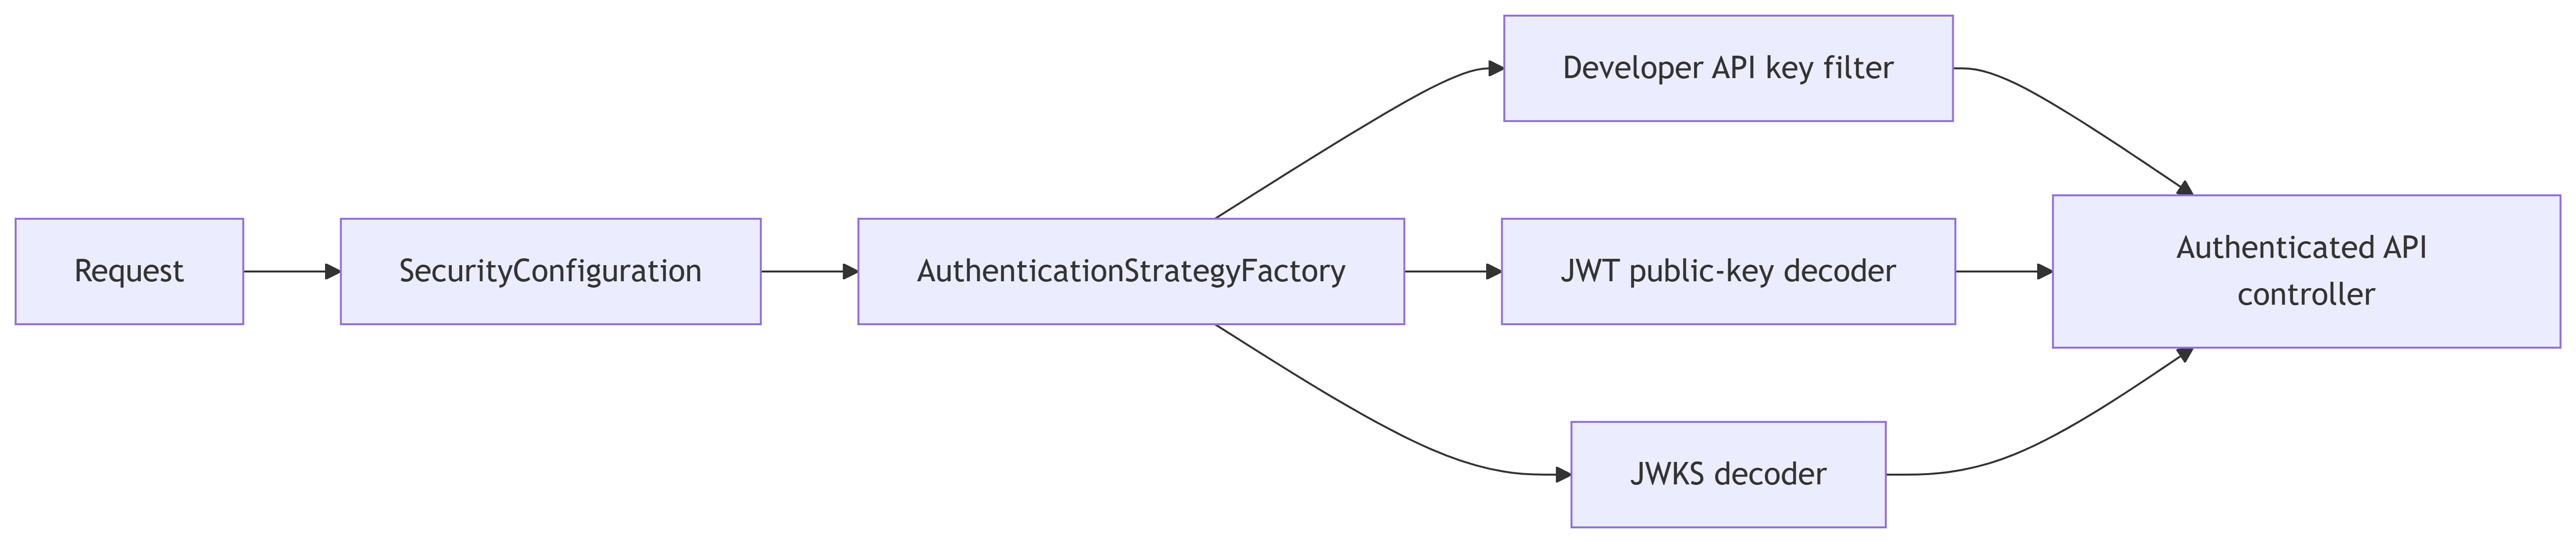 Request
SecurityConfiguration
AuthenticationStrategyFactory
Developer API key filter
JWT public-key decoder
JWKS decoder
Authenticated API
controller